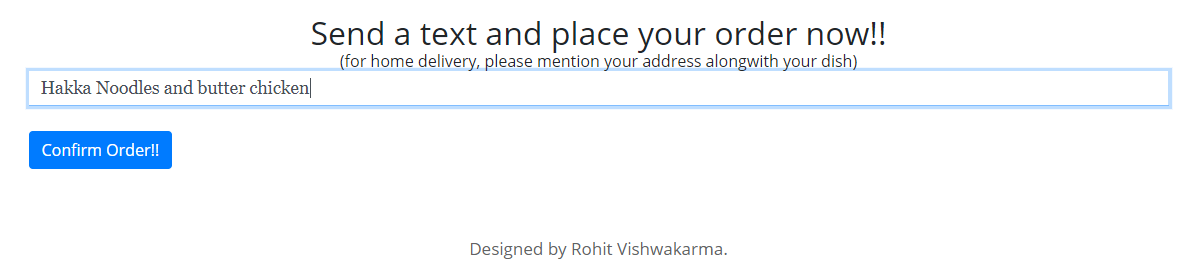 Send a text and place your order now!!
(for home delivery, please mention your address alongwith your dish)
Hakka Noodles and butter chicken
Confirm Order!!
Designed by Rohit Vishwakarma.